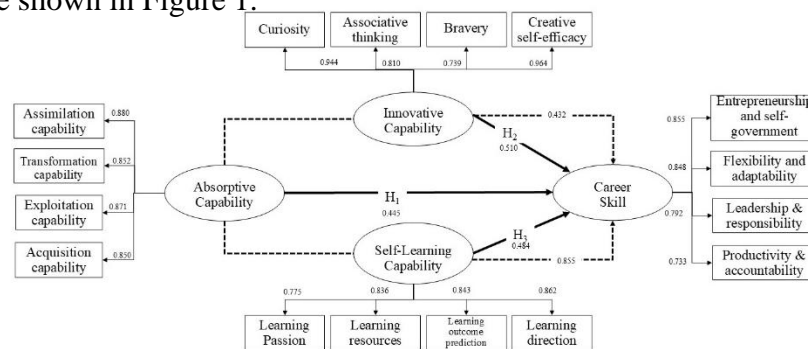 e shown in Figure 1.
Curiosity
Associative
thinking
Bravery
Creative
self-efficacy
0.944
0.810
0.739
0.964
Assimilation
capability
0.880
Transformation
capability
0.852
Exploitation
capability
0.871
Acquisition
capability
0.850
Innovative
Capability
0.432
H2
0.510
Absorptive
Capability
H1
0.445
Career
Skill
H3
0.484
Self-Learning
Capability
0.855
Entrepreneurship
and self-
government
0.855
Flexibility and
adaptability
0.848
Leadership &
responsibility
0.792
Productivity &
accountability
0.733
0.775
0.836
0.843
0.862
Learning
Passion
Learning
resources
Learning
outcome
prediction
Learning
direction